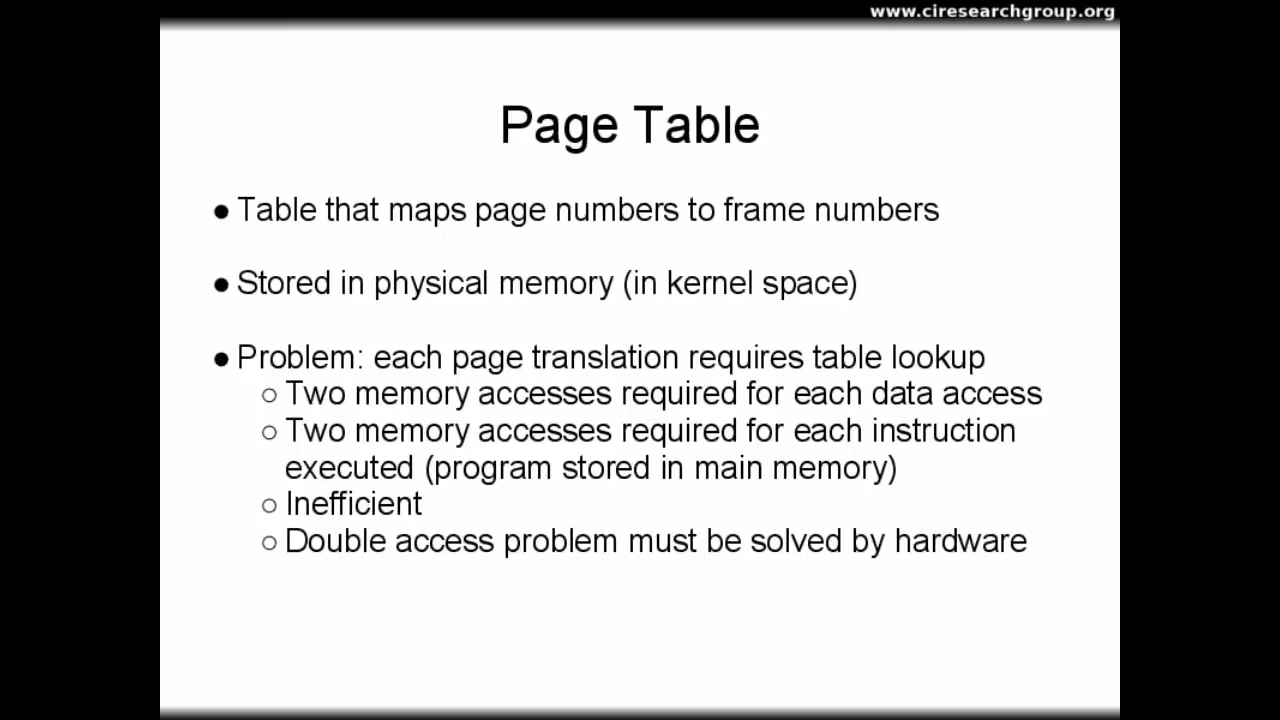 www.ciresearchgroup.org
Page Table
● Table that maps page numbers to frame numbers
● Stored in physical memory (in kernel space)
● Problem: each page translation requires table lookup
○ Two memory accesses required for each data access
○ Two memory accesses required for each instruction
executed (program stored in main memory)
○ Inefficient
○ Double access problem must be solved by hardware